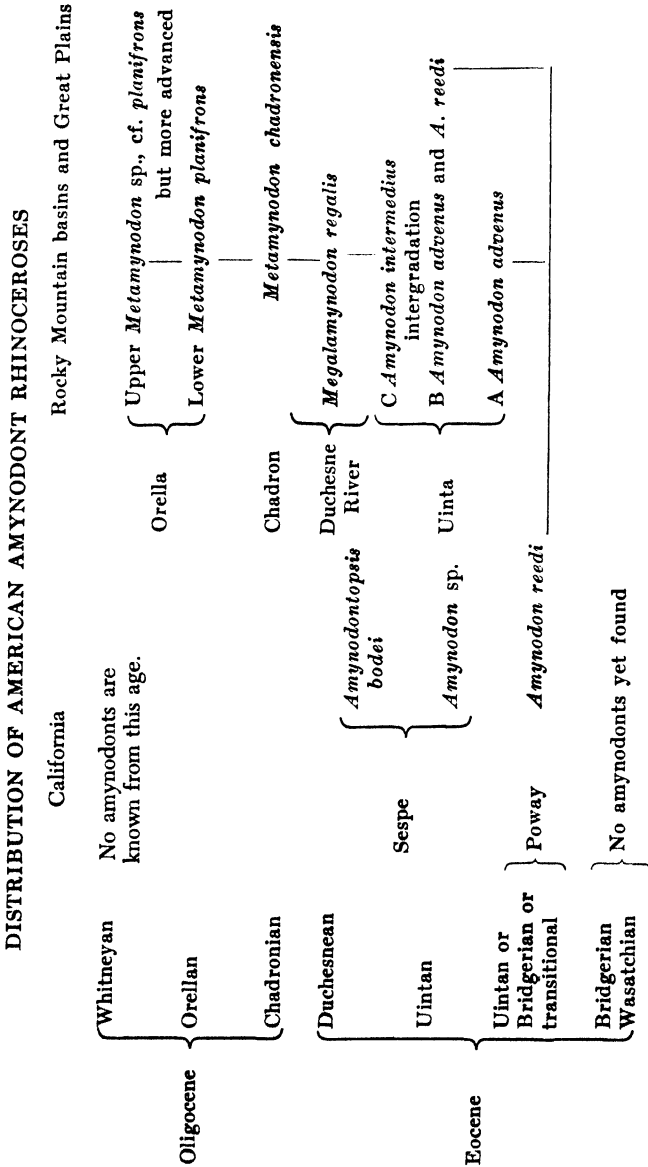 DISTRIBUTION OF AMERICAN AMYNODONT RHINOCEROSES
California
Rocky Mountain basins and Great Plains
Oligocene
Whitneyan
No amynodonts are
known from this age.
Orellan
Orella
Upper Metamynodon sp., cf. planifrons
but more advanced
Lower Metamynodon planifrons
Chadronian
Chadron
Metamynodon chadronensis
Eocene
Duchesnean
Sespe
Amynodontopsis
bodei
Duchesne
River
Megalamynodon regalis
Uintan
Amynodon sp.
Uinta
C Amynodon intermedius
intergradation
B Amynodon advenus and A. reedi
A Amynodon advenus
Uintan or
Bridgerian or
transitional
Poway
Amynodon reedi
Bridgerian
Wasatchian
No amynodonts yet found